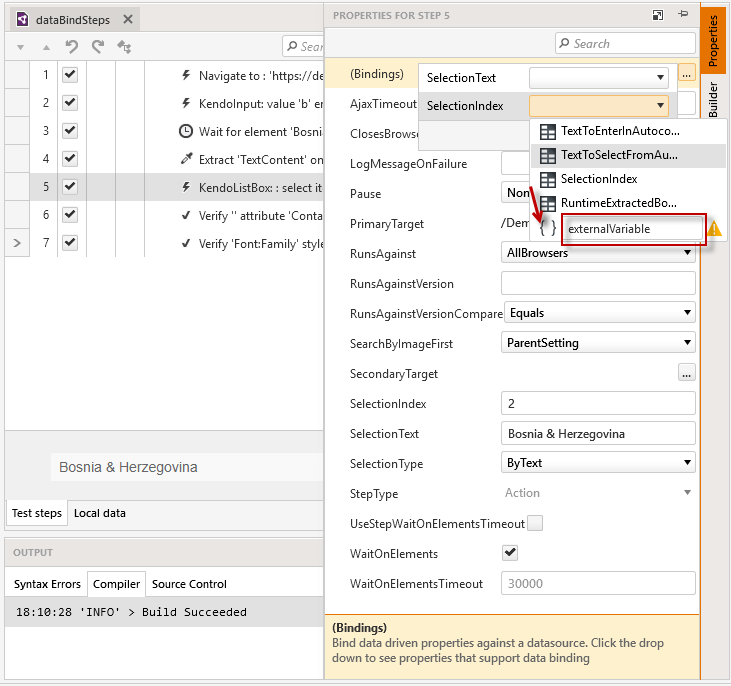 dataBindSteps
PROPERTIES FOR STEP 5
Properties
Builder
Search
1 Navigate to : 'https://de
2 KendoInput: value 'b' en
3 Wait for element 'Bosnia
4 Extract 'TextContent' on
5 KendoListBox: : select it
6 Verify '' attribute 'Conta
7 Verify 'Font:Family' style
Bosnia & Herzegovina
Test steps
Local data
OUTPUT
Syntax Errors
Compiler
Source Control
18:10:28 'INFO' > Build Succeeded
Search
(Bindings)
...
SelectionText
SelectionIndex
TextToEnterInAutoco...
TextToSelectFromAu...
SelectionIndex
RuntimeExtractedBo...
{ } externalVariable
AjaxTimeout
ClosesBrowse
LogMessageOnFailure
Pause Non
PrimaryTarget /Dem
RunsAgainst AllBrowsers
RunsAgainstVersion
RunsAgainstVersionCompare Equals
SearchByImageFirst ParentSetting
SecondaryTarget ...
SelectionIndex 2
SelectionText Bosnia & Herzegovina
SelectionType ByText
StepType Action
UseStepWaitOnElementsTimeout
WaitOnElements
WaitOnElementsTimeout 30000
(Bindings)
Bind data driven properties against a datasource. Click the drop
down to see properties that support data binding